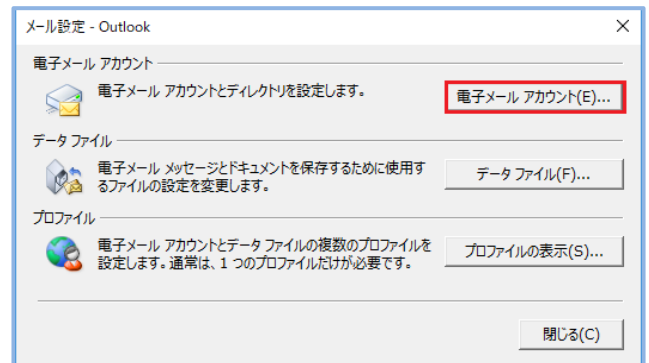 メール設定 - Outlook
電子メール アカウント
電子メール アカウントとディレクトリを設定します。
電子メール アカウント(E)...
データ ファイル
電子メール メッセージとドキュメントを保存するために使用す
るファイルの設定を変更します。
データ ファイル(F)...
プロファイル
電子メール アカウントとデータ ファイルの複数のプロファイルを
設定します。通常は、1 つのプロファイルだけが必要です。
プロファイルの表示(S)...
閉じる(C)